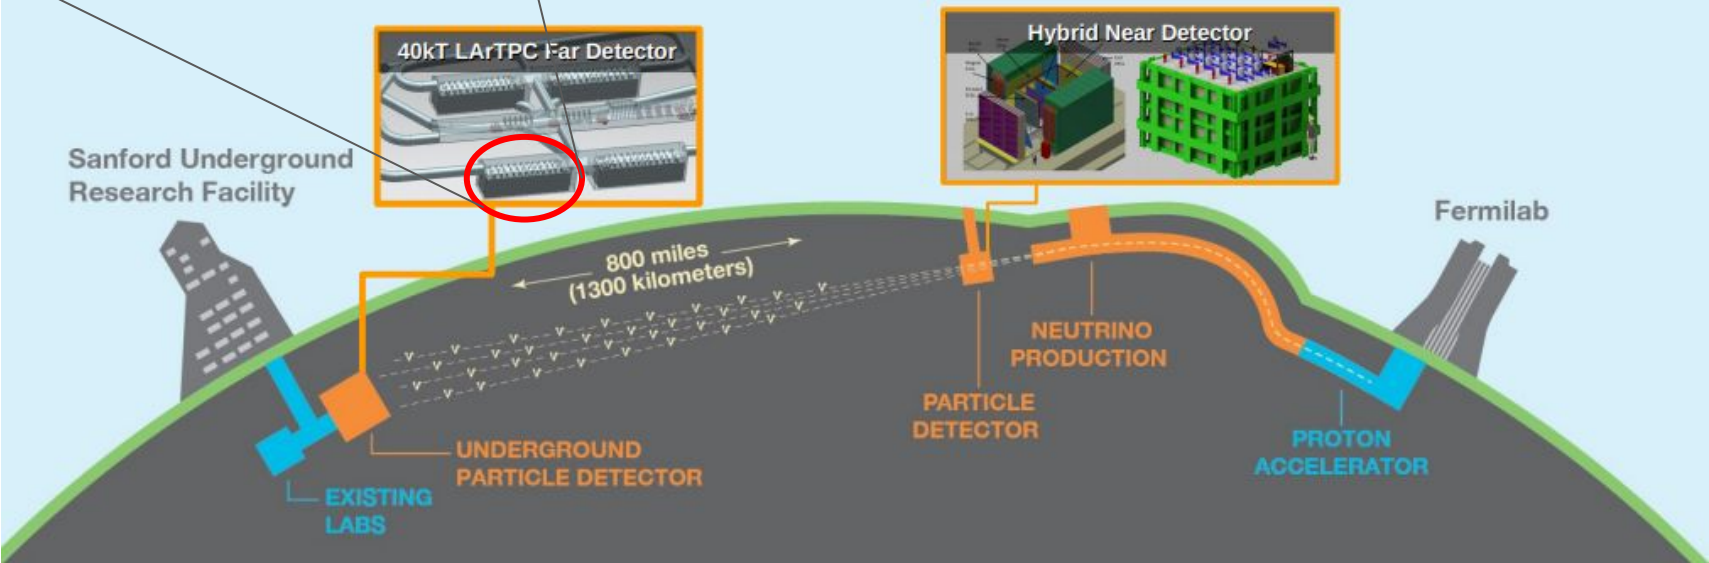 40kT LArTPC Far Detector
Hybrid Near Detector
Sanford Underground
Research Facility
Fermilab
800 miles
(1300 kilometers)
NEUTRINO
PRODUCTION
PARTICLE
DETECTOR
PROTON
ACCELERATOR
UNDERGROUND
PARTICLE DETECTOR
EXISTING
LABS